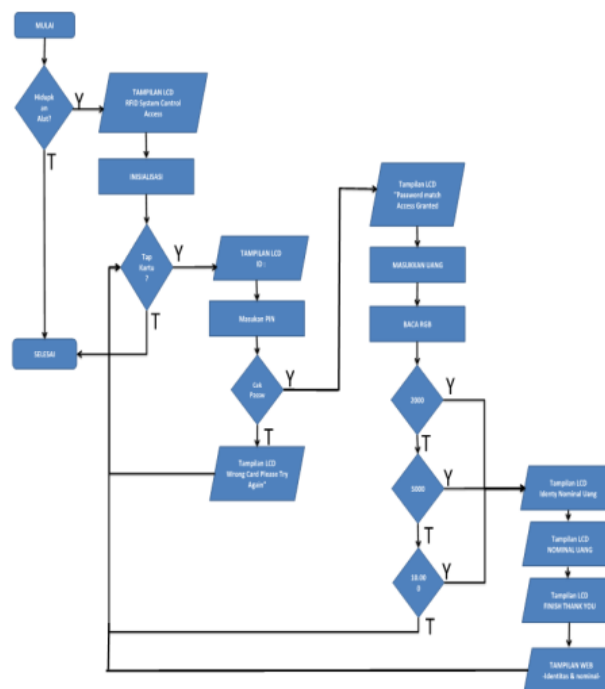 MULAI
Hidupk
an
Alat?
Y
T
TAMPILAN LCD
RFID System Control
Access
INISIALISASI
Tap
Kartu
?
Y
T
SELESAI
TAMPILAN LCD
ID :
Masukan PIN
Cek
Passw
Y
T
Tampilan LCD
Wrong Card Please Try
Again"
Tampilan LCD
"Password match
Access Granted
MASUKKAN UANG
BACA RGB
2000
Y
T
5000
Y
T
10.00
0
Y
T
Tampilan LCD
Identy Nominal Uang
Tampilan LCD
NOMINAL UANG
Tampilan LCD
FINISH THANK YOU
TAMPILAN WEB
-Identitas & nominal-